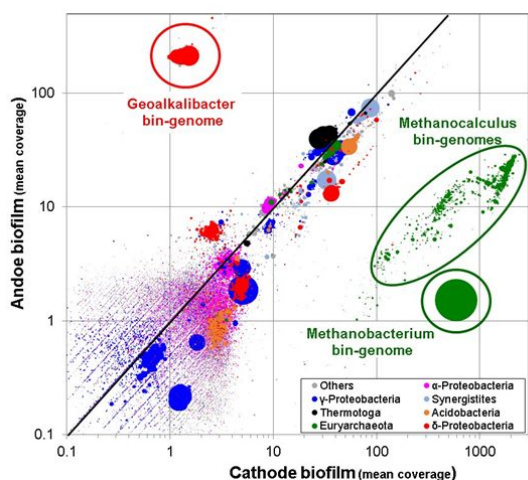 Geoalkalibacter
bin-genome
Methanocalculus
bin-genomes
Methanobacterium
bin-genome
Andoe biofilm (mean coverage)
100
10
1
0.1
Others
α-Proteobacteria
γ-Proteobacteria
Synergistites
Thermotoga
Acidobacteria
Euryarchaeota
δ-Proteobacteria
0.1
1
10
100
1000
Cathode biofilm (mean coverage)